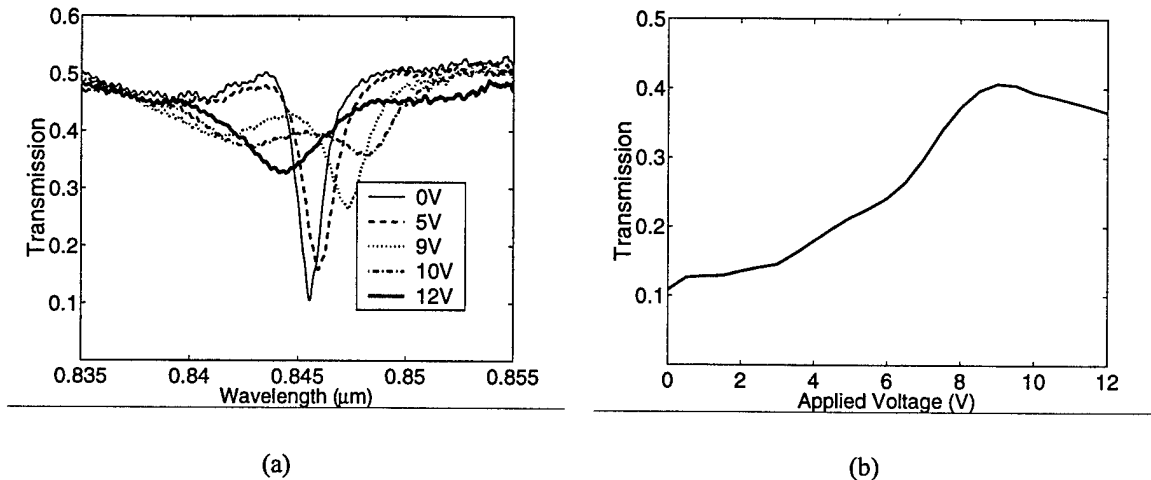 0.6
0.5
0.4
0.3
0.2
0.1
Transmission
0V
5V
9V
10V
12V
0.835
0.84
0.845
0.85
0.855
Wavelength (μm)
(a)
0.5
0.4
0.3
0.2
0.1
Transmission
0
2
4
6
8
10
12
Applied Voltage (V)
(b)